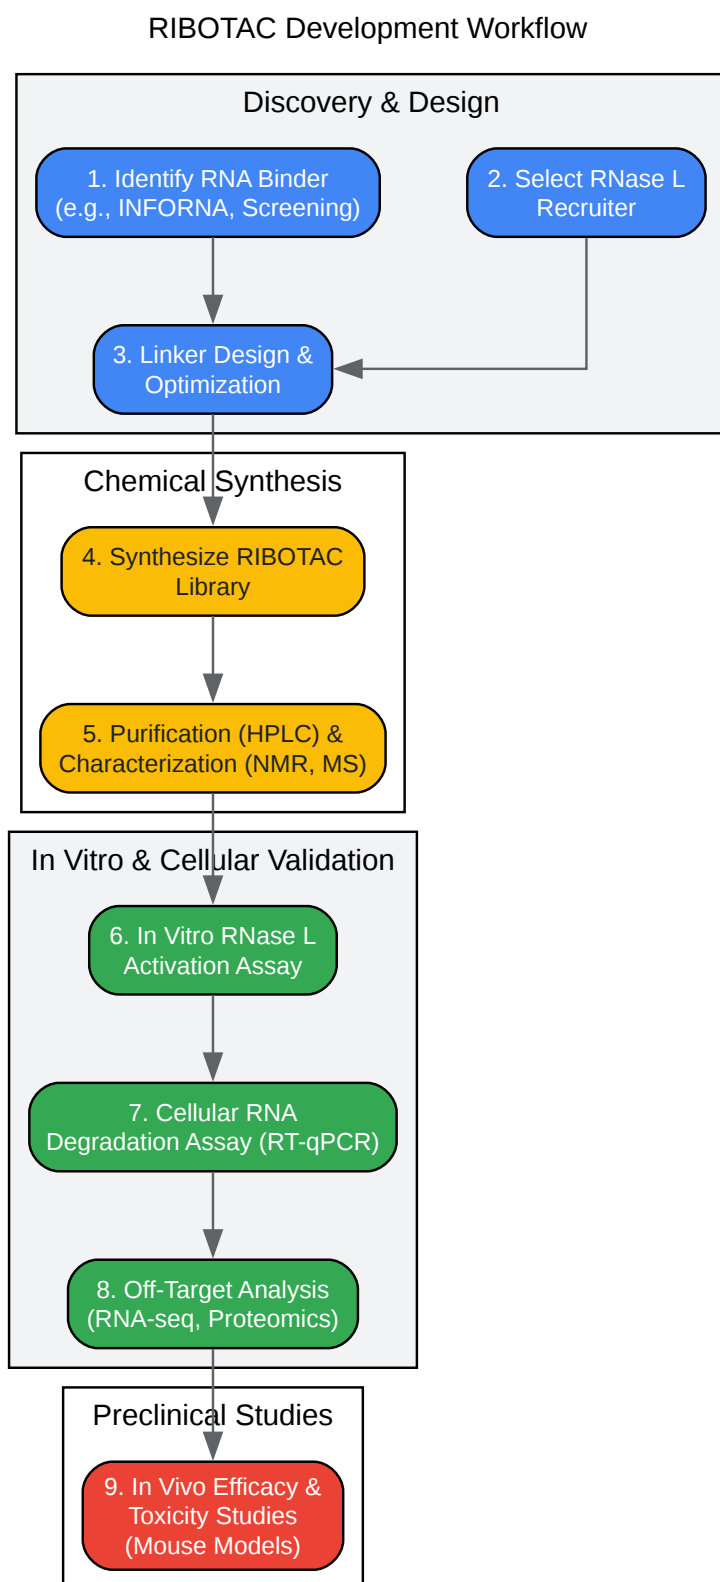 RIBOTAC Development Workflow
Discovery & Design
1. Identify RNA Binder
(e.g., INFORNA, Screening)
2. Select RNase L
Recruiter
3. Linker Design &
Optimization
Chemical Synthesis
4. Synthesize RIBOTAC
Library
5. Purification (HPLC) &
Characterization (NMR, MS)
In Vitro & Cellular Validation
6. In Vitro RNase L
Activation Assay
7. Cellular RNA
Degradation Assay (RT-qPCR)
8. Off-Target Analysis
(RNA-seq, Proteomics)
Preclinical Studies
9. In Vivo Efficacy &
Toxicity Studies
(Mouse Models)